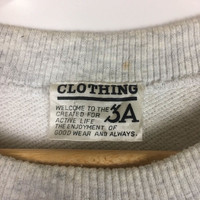 CLOTHING
WELCOME TO THE
CREATED FOR 3A
ACTIVE LIFE
THE ENJOYMENT OF
GOOD WEAR AND ALWAYS.